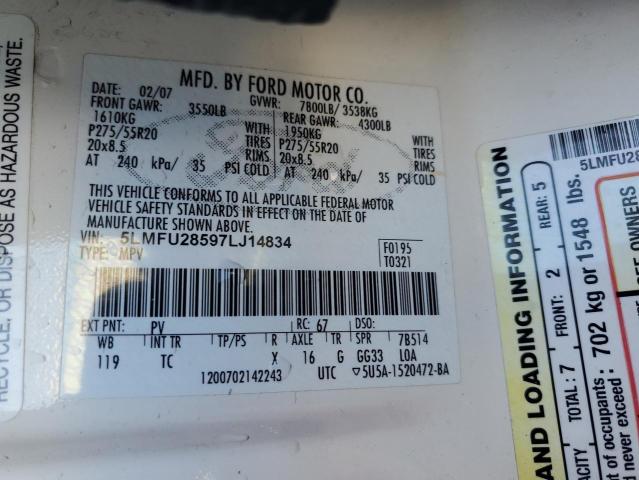 RECYCLE, OR DISPOSE AS HAZARDOUS WASTE.
MFD. BY FORD MOTOR CO.
DATE: 02/07 GVWR: 7800LB/ 3538KG
FRONT GAWR: 3550LB REAR GAWR: 4300LB
1610KG 1950KG
P275/55R20 TIRES P275/55R20 TIRES
20x8.5 RIMS 20x8.5 RIMS
AT 240 kPa/ 35 PSI COLD AT 240 kPa/ 35 PSI COLD
THIS VEHICLE CONFORMS TO ALL APPLICABLE FEDERAL MOTOR
VEHICLE SAFETY STANDARDS IN EFFECT ON THE DATE OF
MANUFACTURE SHOWN ABOVE.
VIN: 5LMFU28597LJ14834 F0195
TYPE: MPV T0321
EXT PNT: PV RC: 67 DSO:
WB INT TR TP/PS R AXLE TR SPR 7B514
119 TC X 16 G GG33 LOA
1200702142243 UTC ▽5U5A-1520472-BA
5LMFU28
AND LOADING INFORMATION
ACITY TOTAL: 7 FRONT: 2 REAR: 5
t of occupants: 702 kg or 1548 lbs.
d never exceed:
SEE OWNERS